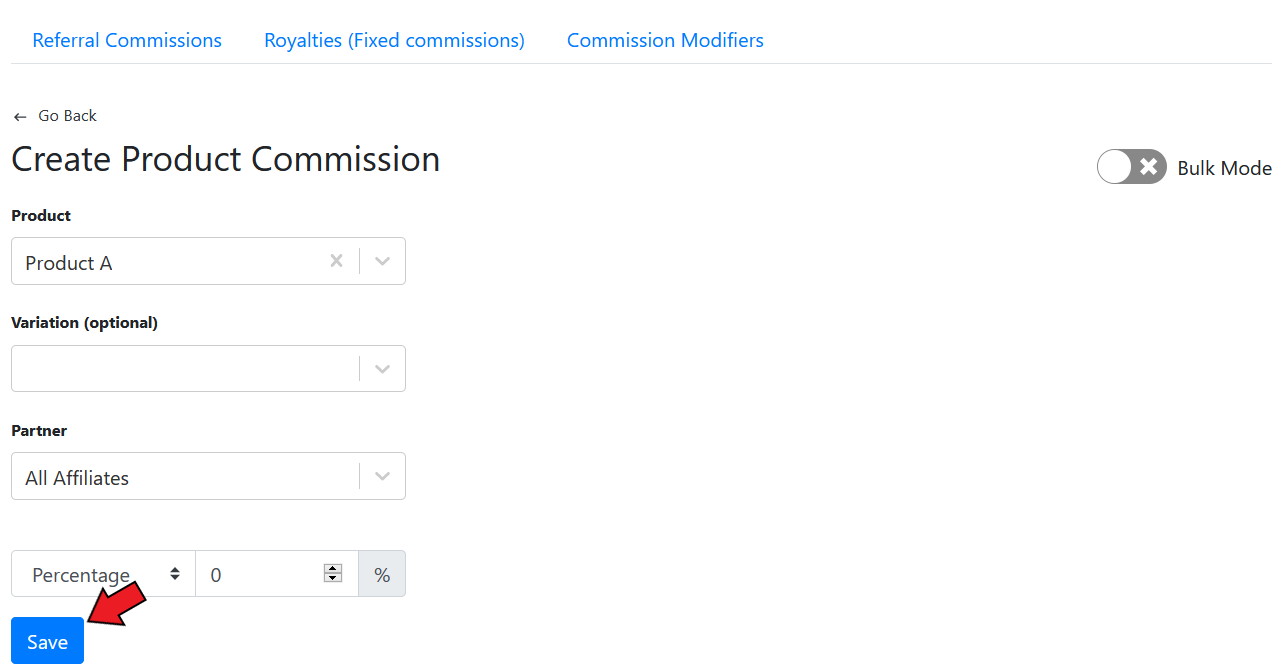 Referral Commissions Royalties (Fixed commissions) Commission Modifiers
← Go Back
Create Product Commission
Bulk Mode
Product
Product A
Variation (optional)
Partner
All Affiliates
Percentage 0 %
Save